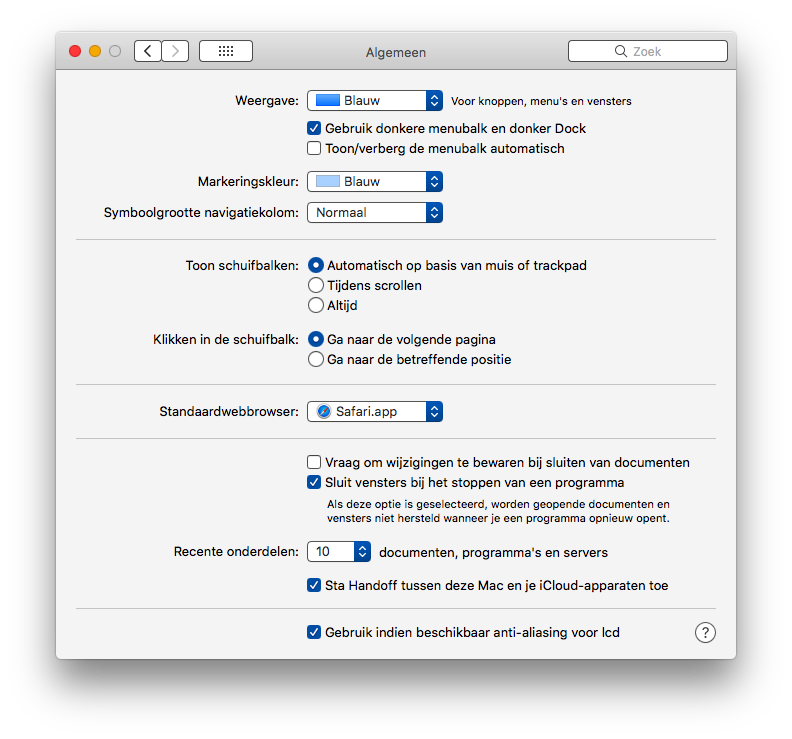 Algemeen
Zoek
Weergave: Blauw Voor knoppen, menu's en vensters
Gebruik donkere menubalk en donker Dock
Toon/verberg de menubalk automatisch
Markeringskleur: Blauw
Symboolgrootte navigatiekolom: Normaal
Toon schuifbalken: Automatisch op basis van muis of trackpad
Tijdens scrollen
Altijd
Klikken in de schuifbalk: Ga naar de volgende pagina
Ga naar de betreffende positie
Standaardwebbrowser: Safari.app
Vraag om wijzigingen te bewaren bij sluiten van documenten
Sluit vensters bij het stoppen van een programma
Als deze optie is geselecteerd, worden geopende documenten en
vensters niet hersteld wanneer je een programma opnieuw opent.
Recente onderdelen: 10 documenten, programma's en servers
Sta Handoff tussen deze Mac en je iCloud-apparaten toe
Gebruik indien beschikbaar anti-aliasing voor lcd
?